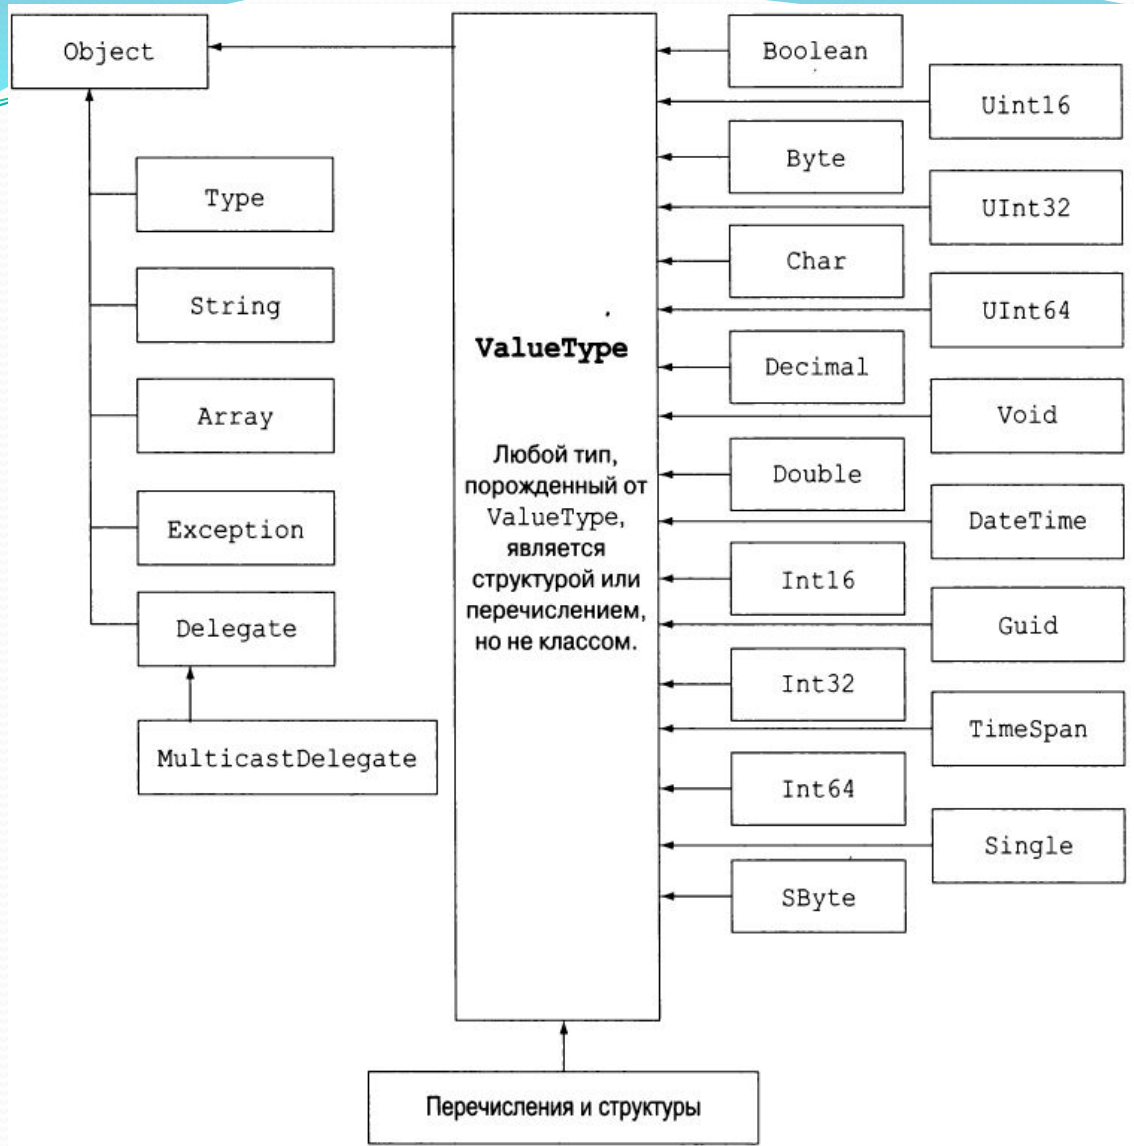 Object
Type
String
Array
Exception
Delegate
MulticastDelegate
ValueType
Любой тип,
порожденный от
ValueType,
является
структурой или
перечислением,
но не классом.
Boolean
Uint16
Byte
UInt32
Char
UInt64
Decimal
Void
Double
DateTime
Int16
Guid
Int32
TimeSpan
Int64
Single
SByte
Перечисления и структуры